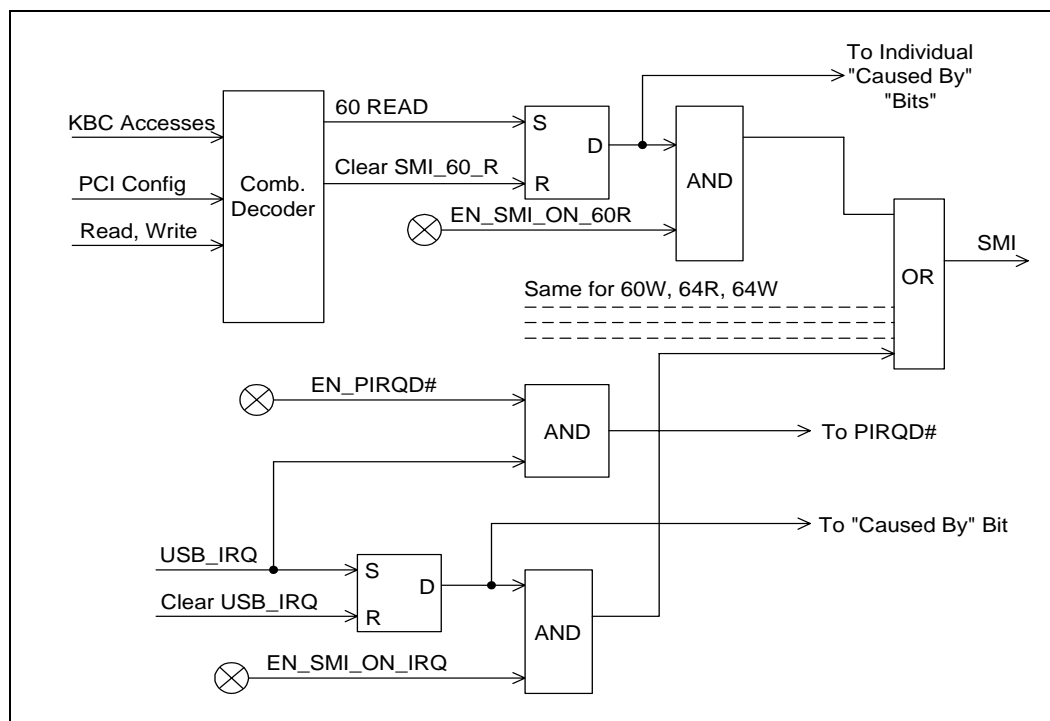 To Individual
"Caused By"
"Bits"
KBC Accesses
PCI Config
Read, Write
Comb.
Decoder
60 READ
Clear SMI_60_R
S
D
R
AND
EN_SMI_ON_60R
OR
SMI
Same for 60W, 64R, 64W
EN_PIRQD#
AND
To PIRQD#
To "Caused By" Bit
USB_IRQ
S
D
R
Clear USB_IRQ
AND
EN_SMI_ON_IRQ